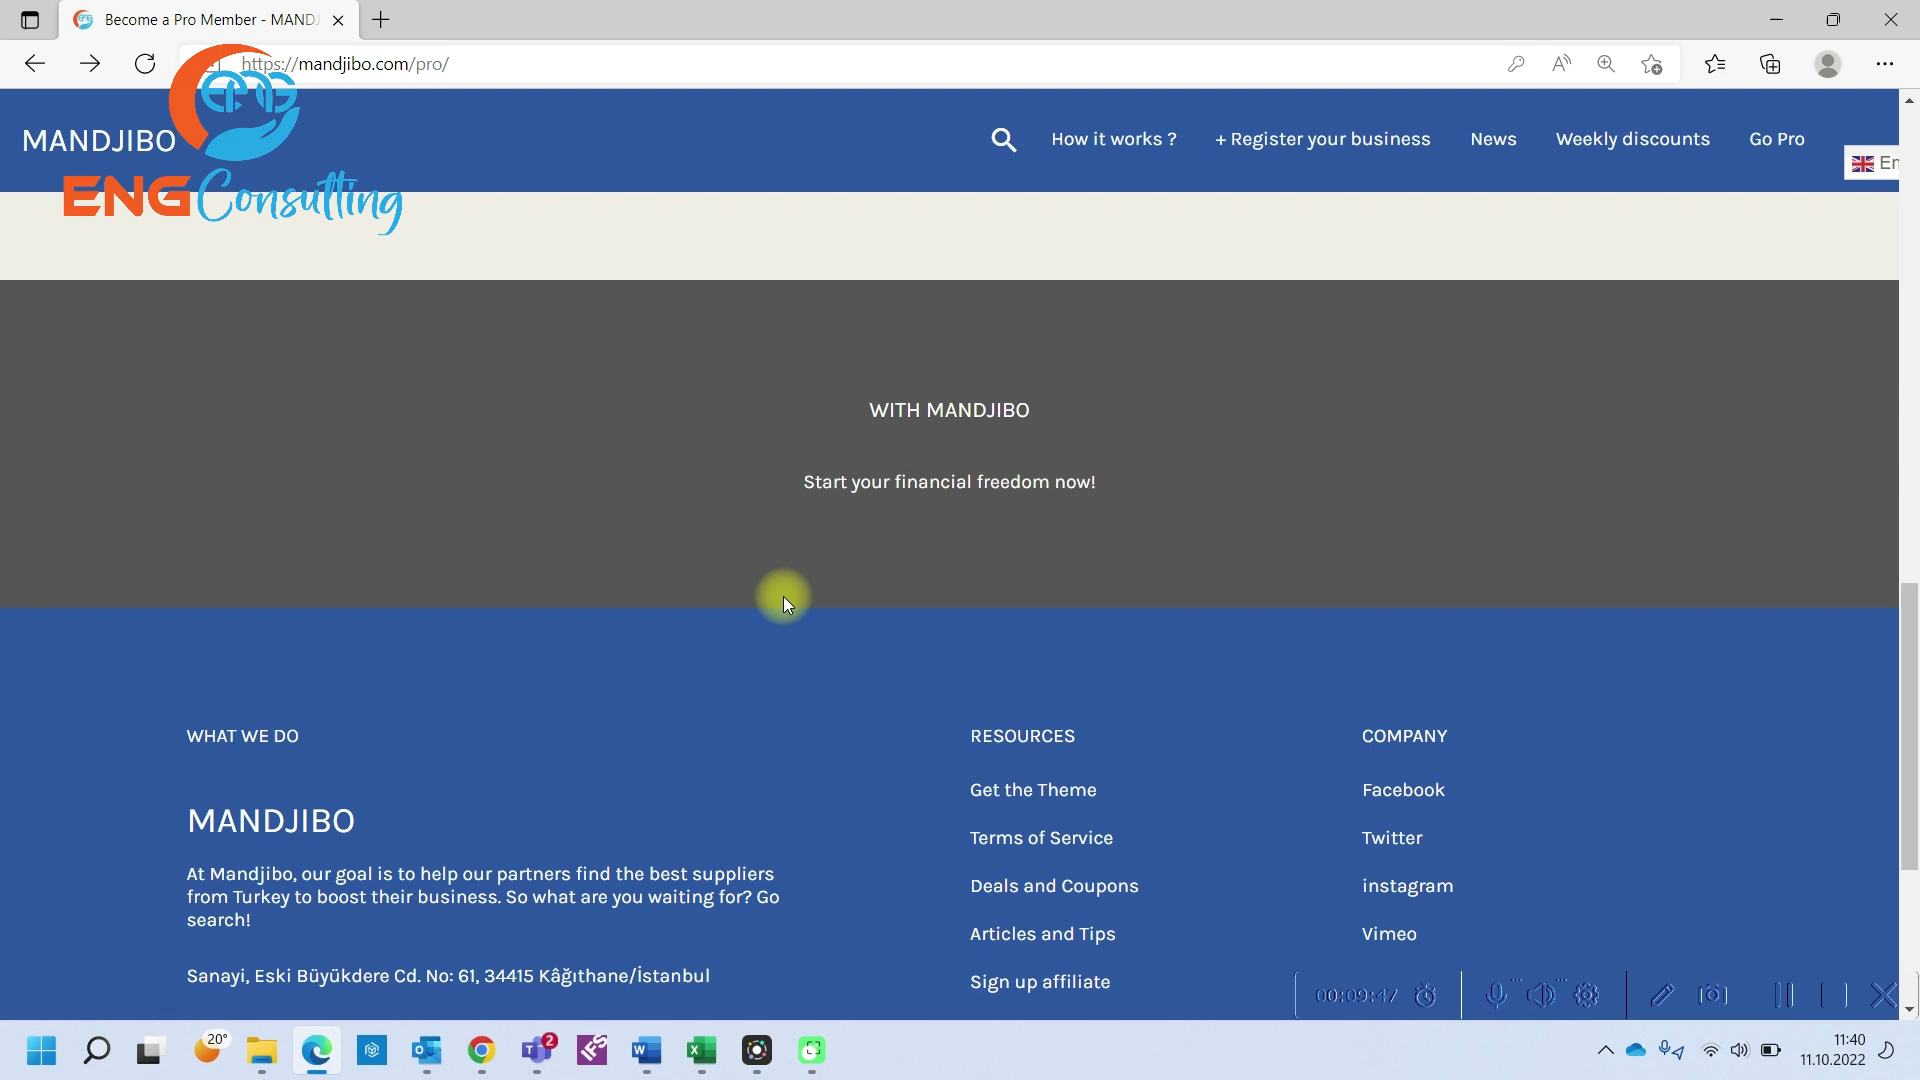 Become a Pro Member - MANDJ
https://mandjibo.com/pro/
MANDJIBO
ENG Consulting
How it works ?
+ Register your business
News
Weekly discounts
Go Pro
En
WITH MANDJIBO
Start your financial freedom now!
WHAT WE DO
MANDJIBO
At Mandjibo, our goal is to help our partners find the best suppliers
from Turkey to boost their business. So what are you waiting for? Go
search!
Sanayi, Eski Büyükdere Cd. No: 61, 34415 Kâğıthane/İstanbul
RESOURCES
Get the Theme
Terms of Service
Deals and Coupons
Articles and Tips
Sign up affiliate
COMPANY
Facebook
Twitter
instagram
Vimeo
00:09:47
20°
2
IFS
11:40
11.10.2022